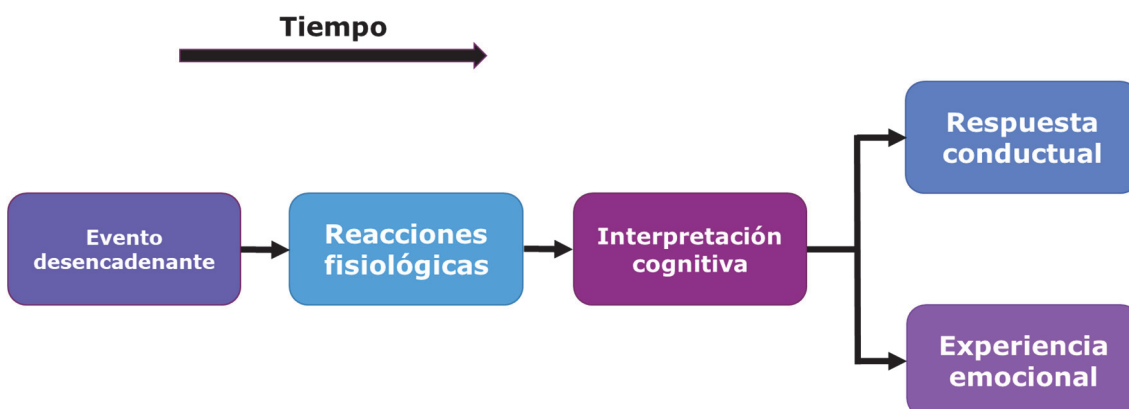 Tiempo
Evento
desencadenante
Reacciones
fisiológicas
Interpretación
cognitiva
Respuesta
conductual
Experiencia
emocional